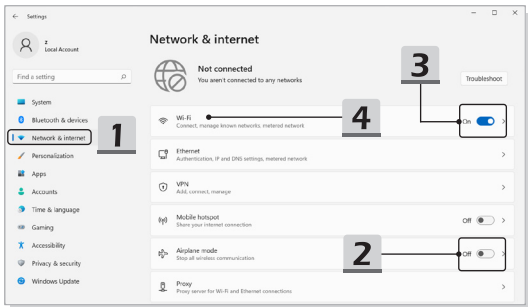 Settings
z
Local Account
Find a setting
System
Bluetooth & devices
Network & internet
Personalization
Apps
Accounts
Time & language
Gaming
Accessibility
Privacy & security
Windows Update
1
Network & internet
Not connected
You aren't connected to any networks
Troubleshoot
3
Wi-Fi
Connect, manage known networks, metered network
4
On
Ethernet
Authentication, IP and DNS settings, metered network
VPN
Add, connect, manage
Mobile hotspot
Share your internet connection
Off
Airplane mode
Stop all wireless communication
2
Off
Proxy
Proxy server for Wi-Fi and Ethernet connections